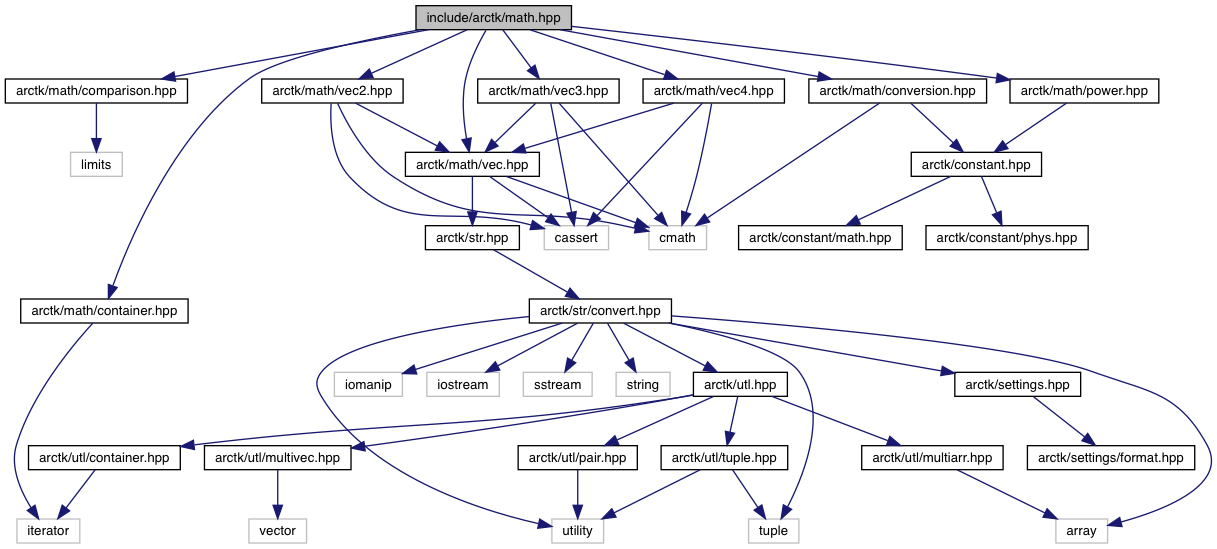 include/arctk/math.hpp
arctk/math/comparison.hpp
arctk/math/vec2.hpp
arctk/math/vec3.hpp
arctk/math/vec4.hpp
arctk/math/conversion.hpp
arctk/math/power.hpp
limits
arctk/math/vec.hpp
arctk/constant.hpp
arctk/str.hpp
cassert
cmath
arctk/constant/math.hpp
arctk/constant/phys.hpp
arctk/math/container.hpp
arctk/str/convert.hpp
iomanip
iostream
sstream
string
arctk/utl.hpp
arctk/settings.hpp
arctk/utl/container.hpp
arctk/utl/multivec.hpp
arctk/utl/pair.hpp
arctk/utl/tuple.hpp
arctk/utl/multiarr.hpp
arctk/settings/format.hpp
iterator
vector
utility
tuple
array